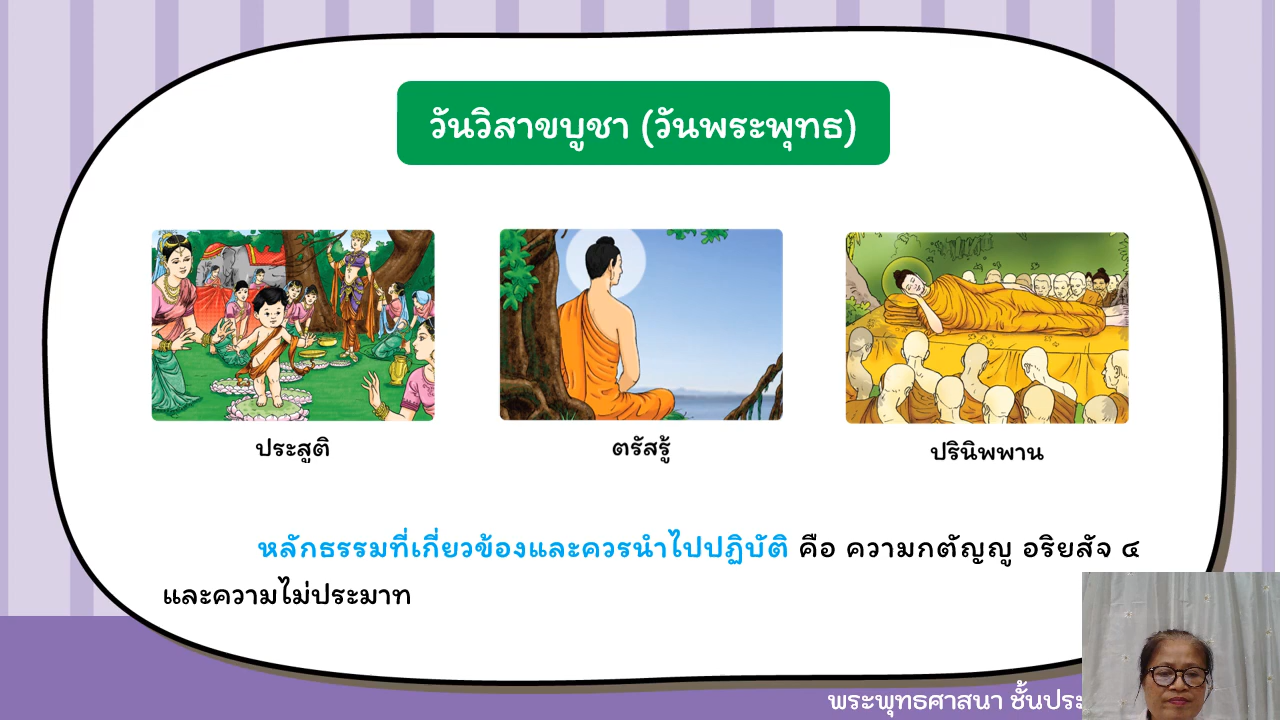 วันวิสาขบูชา (วันพระพุทธ)
ประสูติ
ตรัสรู้
ปรินิพพาน
หลักธรรมที่เกี่ยวข้องและควรนำไปปฏิบัติ คือ ความกตัญญู อริยสัจ ๔
และความไม่ประมาท
พระพุทธศาสนา